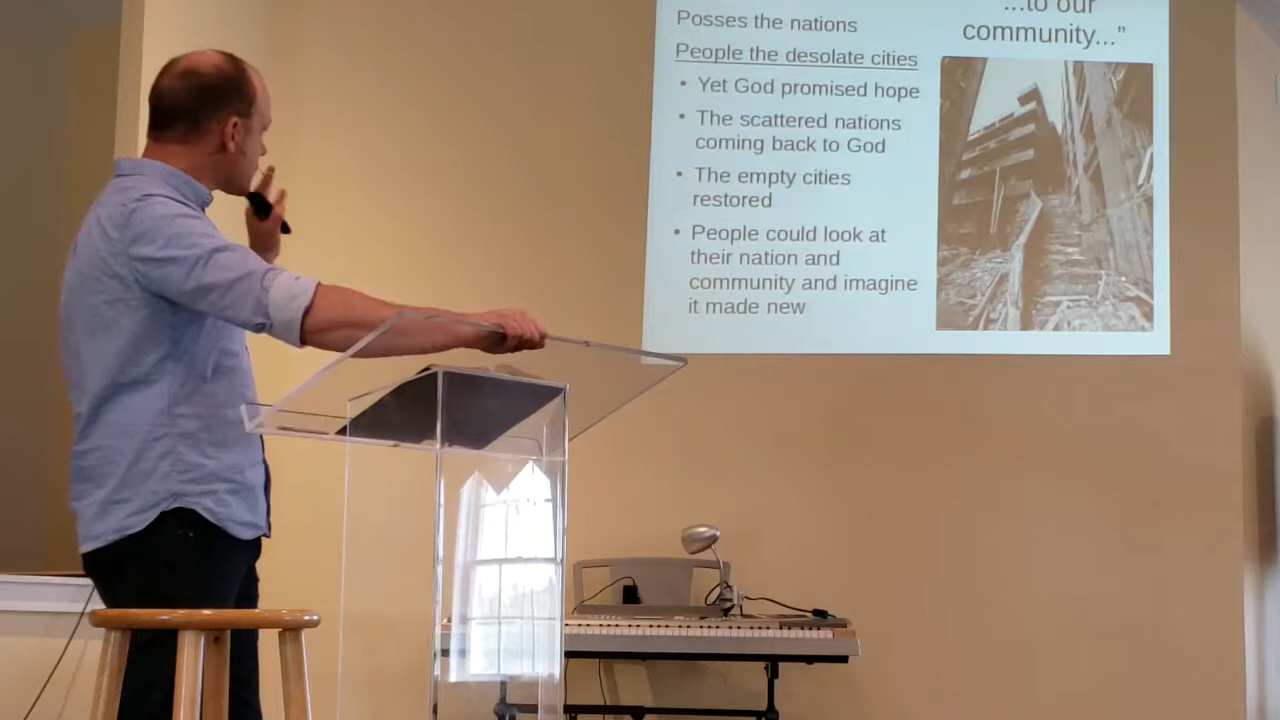 Posses the nations
People the desolate cities
• Yet God promised hope
• The scattered nations
coming back to God
• The empty cities
restored
• People could look at
their nation and
community and imagine
it made new
...to our
community...”